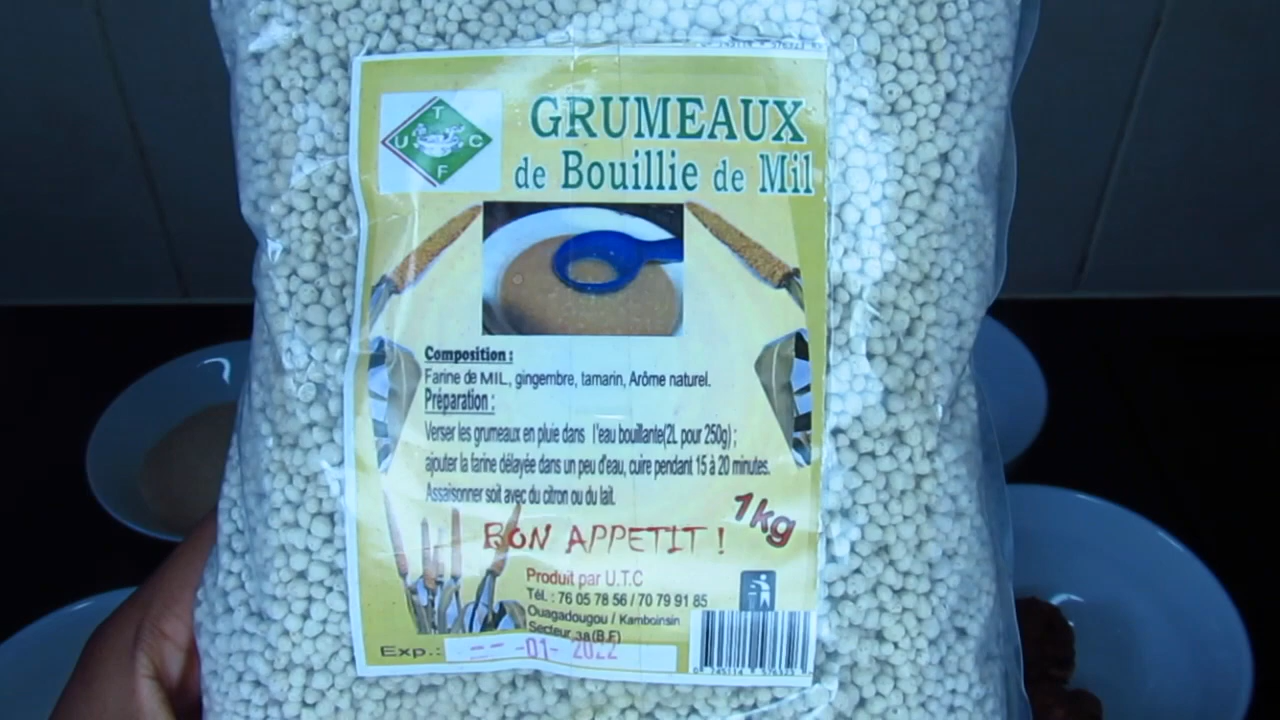 T
U C
F
GRUMEAUX
de Bouillie de Mil
Composition :
Farine de MIL, gingembre, tamarin, Arôme naturel.
Préparation :
Verser les grumeaux en pluie dans l'eau bouillante(2L pour 250g) ;
ajouter la farine délayée dans un peu d'eau, cuire pendant 15 à 20 minutes.
Assaisonner soit avec du citron ou du lait.
1kg
BON APPETIT !
Produit par U.T.C
Tél. : 76 05 78 56 / 70 79 91 85
Ouagadougou / Kamboinsin
Secteur 38(B.F)
Exp.: -- -01- 2022